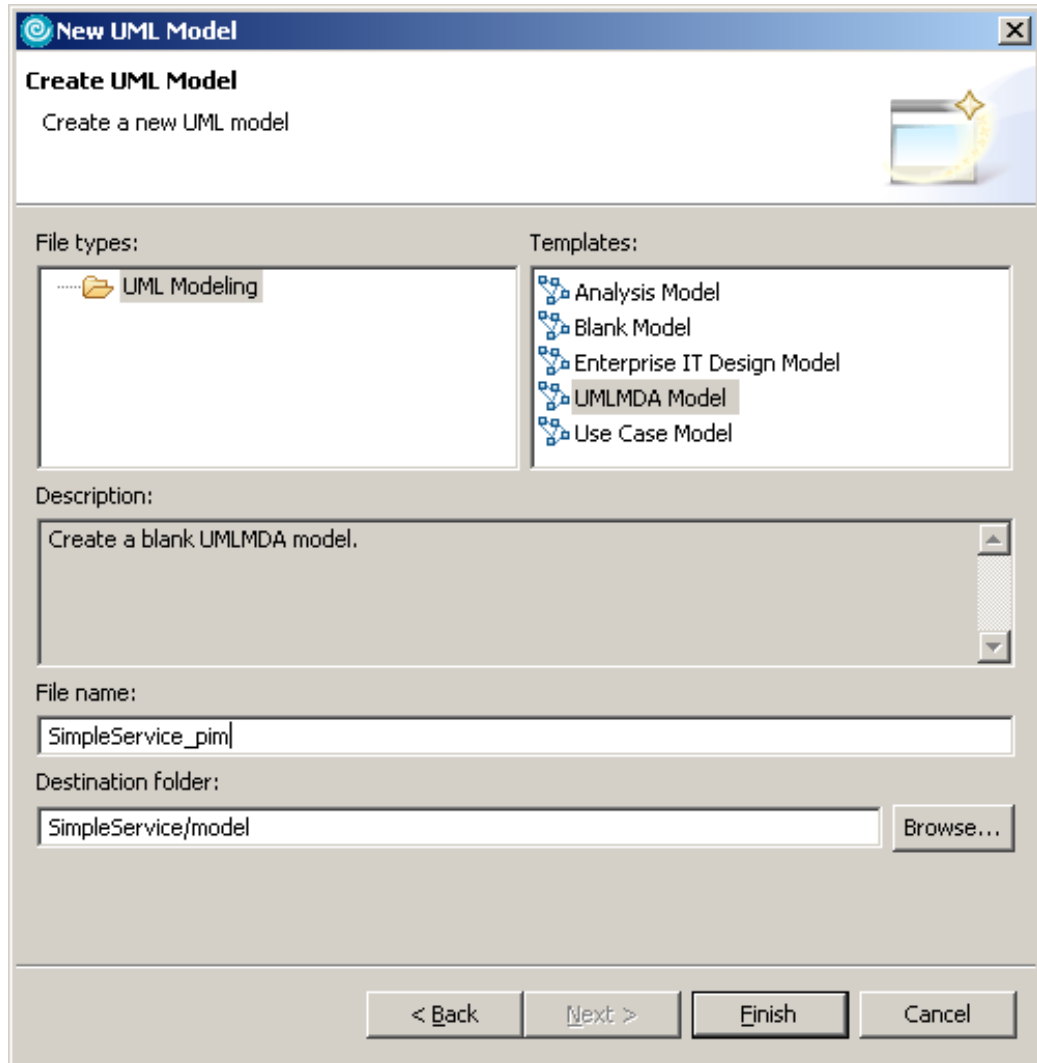 New UML Model
Create UML Model
Create a new UML model
File types:
UML Modeling
Templates:
Analysis Model
Blank Model
Enterprise IT Design Model
UMLMDA Model
Use Case Model
Description:
Create a blank UMLMDA model.
File name:
SimpleService_pim
Destination folder:
SimpleService/model
Browse...
< Back
Next >
Finish
Cancel